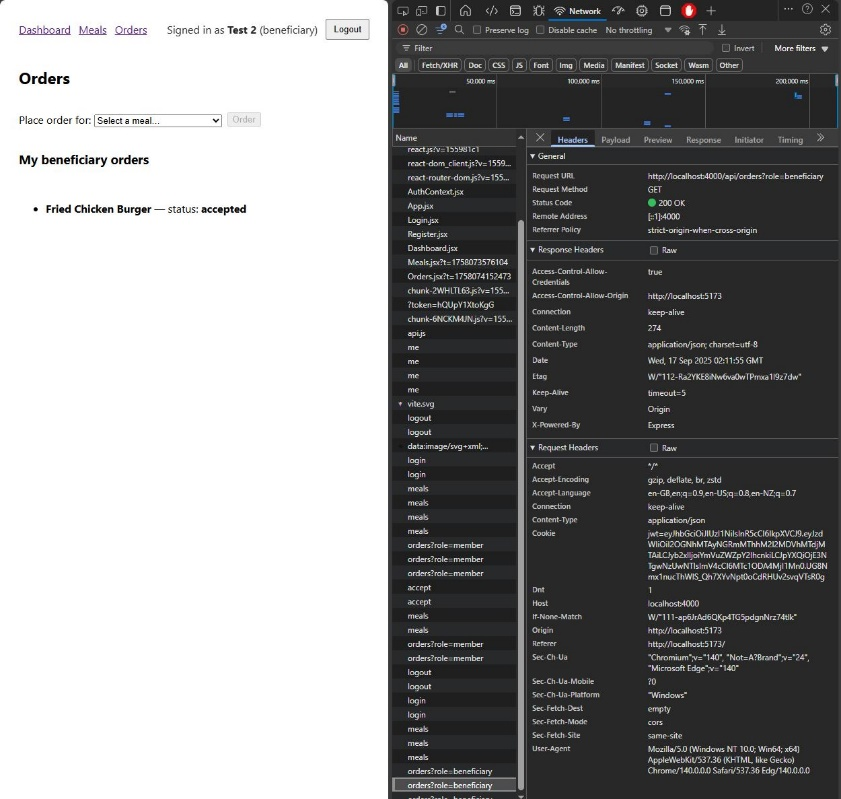 Dashboard Meals Orders Signed in as Test 2 (beneficiary) Logout
Orders
Place order for: Select a meal... Order
My beneficiary orders
• Fried Chicken Burger — status: accepted
Network
Preserve log Disable cache No throttling
Filter Invert More filters
All Fetch/XHR Doc CSS JS Font Img Media Manifest Socket Wasm Other
50,000 ms 100,000 ms 150,000 ms 200,000 ms
Name
react.js?v=155981c1
react-dom_client.js?v=1559...
react-router-dom.js?v=155...
AuthContext.jsx
App.jsx
Login.jsx
Register.jsx
Dashboard.jsx
Meals.jsx?t=1758073576104
Orders.jsx?t=1758074152473
chunk-2WHLTL63.js?v=155...
?token=hQUpY1XtoKgG
chunk-6NCKM4JN.js?v=155...
api.js
me
me
me
me
vite.svg
logout
logout
data:image/svg+xml;...
login
login
meals
meals
meals
meals
orders?role=member
orders?role=member
orders?role=member
accept
accept
meals
meals
orders?role=member
orders?role=member
logout
logout
login
login
meals
meals
meals
orders?role=beneficiary
orders?role=beneficiary
orders?role=beneficiary
Headers Payload Preview Response Initiator Timing
General
Request URL http://localhost:4000/api/orders?role=beneficiary
Request Method GET
Status Code 200 OK
Remote Address [::1]:4000
Referrer Policy strict-origin-when-cross-origin
Response Headers Raw
Access-Control-Allow-Credentials true
Access-Control-Allow-Origin http://localhost:5173
Connection keep-alive
Content-Length 274
Content-Type application/json; charset=utf-8
Date Wed, 17 Sep 2025 02:11:55 GMT
Etag W/"112-Ra2YKE8iNw6va0wTPmxa1I9z7dw"
Keep-Alive timeout=5
Vary Origin
X-Powered-By Express
Request Headers Raw
Accept */*
Accept-Encoding gzip, deflate, br, zstd
Accept-Language en-GB,en;q=0.9,en-US;q=0.8,en-NZ;q=0.7
Connection keep-alive
Content-Type application/json
Cookie
Dnt 1
Host localhost:4000
If-None-Match W/"111-ap6JrAd6QKp4TG5pdgnNrz74tIk"
Origin http://localhost:5173
Referer http://localhost:5173/
Sec-Ch-Ua "Chromium";v="140", "Not=A?Brand";v="24",
"Microsoft Edge";v="140"
Sec-Ch-Ua-Mobile ?0
Sec-Ch-Ua-Platform "Windows"
Sec-Fetch-Dest empty
Sec-Fetch-Mode cors
Sec-Fetch-Site same-site
User-Agent Mozilla/5.0 (Windows NT 10.0; Win64; x64)
AppleWebKit/537.36 (KHTML, like Gecko)
Chrome/140.0.0.0 Safari/537.36 Edg/140.0.0.0